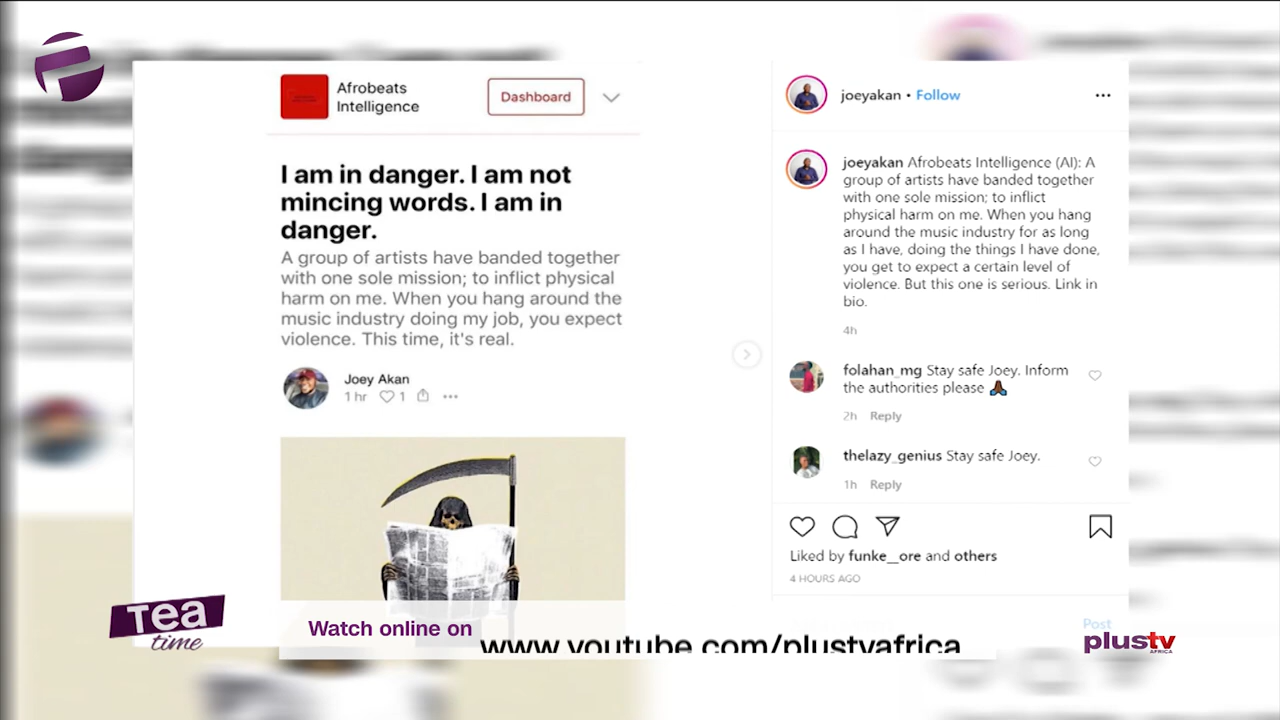 Afrobeats
Intelligence
Dashboard
I am in danger. I am not
mincing words. I am in
danger.
A group of artists have banded together
with one sole mission; to inflict physical
harm on me. When you hang around the
music industry doing my job, you expect
violence. This time, it's real.
Joey Akan
1 hr 1
joeyakan • Follow
joeyakan Afrobeats Intelligence (AI): A
group of artists have banded together
with one sole mission; to inflict
physical harm on me. When you hang
around the music industry for as long
as I have, doing the things I have done,
you get to expect a certain level of
violence. But this one is serious. Link in
bio.
4h
folahan_mg Stay safe Joey. Inform
the authorities please
2h Reply
thelazy_genius Stay safe Joey.
1h Reply
Liked by funke__ore and others
4 HOURS AGO
Post
Tea
time
Watch online on
www.youtube.com/plustvafrica
plustv
AFRICA